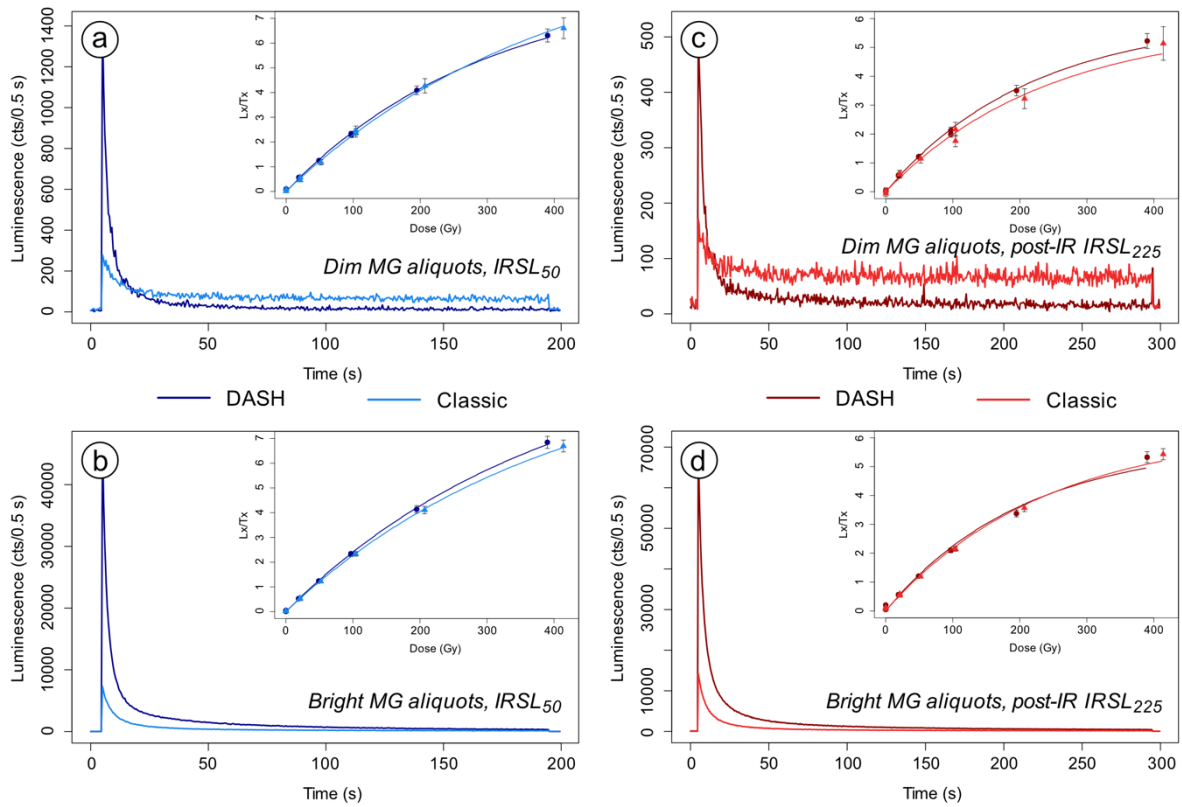 a
Luminescence (cts/0.5 s)
0 200 400 600 800 1000 1200 1400
0 50 100 150 200
Time (s)
Lx/Tx
0 1 2 3 4 5 6 7
0 100 200 300 400
Dose (Gy)
Dim MG aliquots, IRSL50
c
Luminescence (cts/0.5 s)
0 100 200 300 400 500
0 50 100 150 200 250 300
Time (s)
Lx/Tx
0 1 2 3 4 5 6
0 100 200 300 400
Dose (Gy)
Dim MG aliquots, post-IR IRSL225
DASH Classic
DASH Classic
b
Luminescence (cts/0.5 s)
0 10000 20000 30000 40000
0 50 100 150 200
Time (s)
Lx/Tx
0 1 2 3 4 5 6 7
0 100 200 300 400
Dose (Gy)
Bright MG aliquots, IRSL50
d
Luminescence (cts/0.5 s)
0 10000 20000 30000 50000 70000
0 50 100 150 200 250 300
Time (s)
Lx/Tx
0 1 2 3 4 5 6
0 100 200 300 400
Dose (Gy)
Bright MG aliquots, post-IR IRSL225